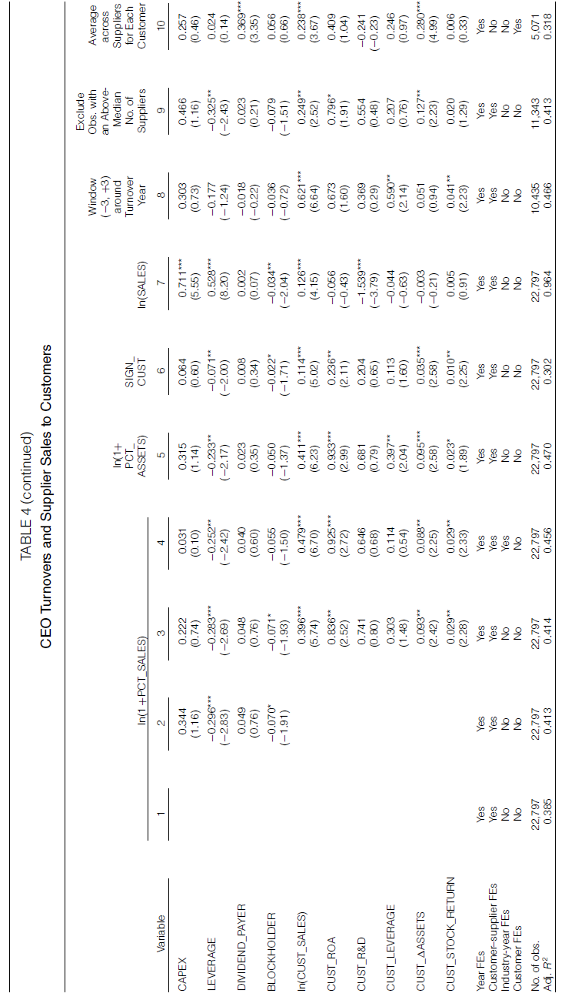 TABLE 4 (continued)
CEO Turnovers and Supplier Sales to Customers
ln(1+PCT_SALES) ln(1+ PCT_ ASSETS) SIGN_ CUST ln(SALES) Window (−3, +3) around Turnover Year Exclude Obs. with an Above- Median No. of Suppliers Average across Suppliers for Each Customer
Variable 1 2 3 4 5 6 7 8 9 10
CAPEX 0.344 0.222 0.031 0.315 0.064 0.711*** 0.303 0.466 0.257
(1.16) (0.74) (0.10) (1.14) (0.60) (5.55) (0.73) (1.16) (0.46)
LEVERAGE −0.296*** −0.283*** −0.252** −0.233** −0.071** 0.528*** −0.177 −0.325** 0.024
(−2.83) (−2.69) (−2.42) (−2.17) (−2.00) (8.20) (−1.24) (−2.43) (0.14)
DIVIDEND_PAYER 0.049 0.048 0.040 0.023 0.008 0.002 −0.018 0.023 0.369***
(0.76) (0.76) (0.60) (0.35) (0.34) (0.07) (−0.22) (0.21) (3.35)
BLOCKHOLDER −0.070* −0.071* −0.055 −0.050 −0.022* −0.034** −0.036 −0.079 0.056
(−1.91) (−1.93) (−1.50) (−1.37) (−1.71) (−2.04) (−0.72) (−1.51) (0.66)
ln(CUST_SALES) 0.396*** 0.479*** 0.411*** 0.114*** 0.126*** 0.621*** 0.249** 0.238***
(5.74) (6.70) (6.23) (5.02) (4.15) (6.64) (2.52) (3.67)
CUST_ROA 0.836** 0.925*** 0.933*** 0.236** −0.056 0.673 0.796* 0.409
(2.52) (2.72) (2.99) (2.11) (−0.43) (1.60) (1.91) (1.04)
CUST_R&D 0.741 0.646 0.681 0.204 −1.539*** 0.369 0.554 −0.241
(0.80) (0.68) (0.79) (0.65) (−3.79) (0.29) (0.48) (−0.23)
CUST_LEVERAGE 0.303 0.114 0.397** 0.113 −0.044 0.590** 0.207 0.246
(1.48) (0.54) (2.04) (1.60) (−0.63) (2.14) (0.76) (0.97)
CUST_ΔASSETS 0.093** 0.088** 0.095*** 0.035*** −0.003 0.051 0.127** 0.280***
(2.42) (2.25) (2.58) (2.58) (−0.21) (0.94) (2.23) (4.99)
CUST_STOCK_RETURN 0.029** 0.029** 0.023* 0.010** 0.005 0.041** 0.020 0.006
(2.28) (2.33) (1.89) (2.25) (0.91) (2.23) (1.29) (0.33)
Year FEs Yes Yes Yes Yes Yes Yes Yes Yes Yes Yes
Customer–supplier FEs Yes Yes Yes Yes Yes Yes Yes Yes Yes No
Industry-year FEs No No No Yes No No No No No No
Customer FEs No No No No No No No No No Yes
No. of obs. 22,797 22,797 22,797 22,797 22,797 22,797 22,797 10,435 11,343 5,071
Adj. R² 0.385 0.413 0.414 0.456 0.470 0.302 0.964 0.466 0.413 0.318